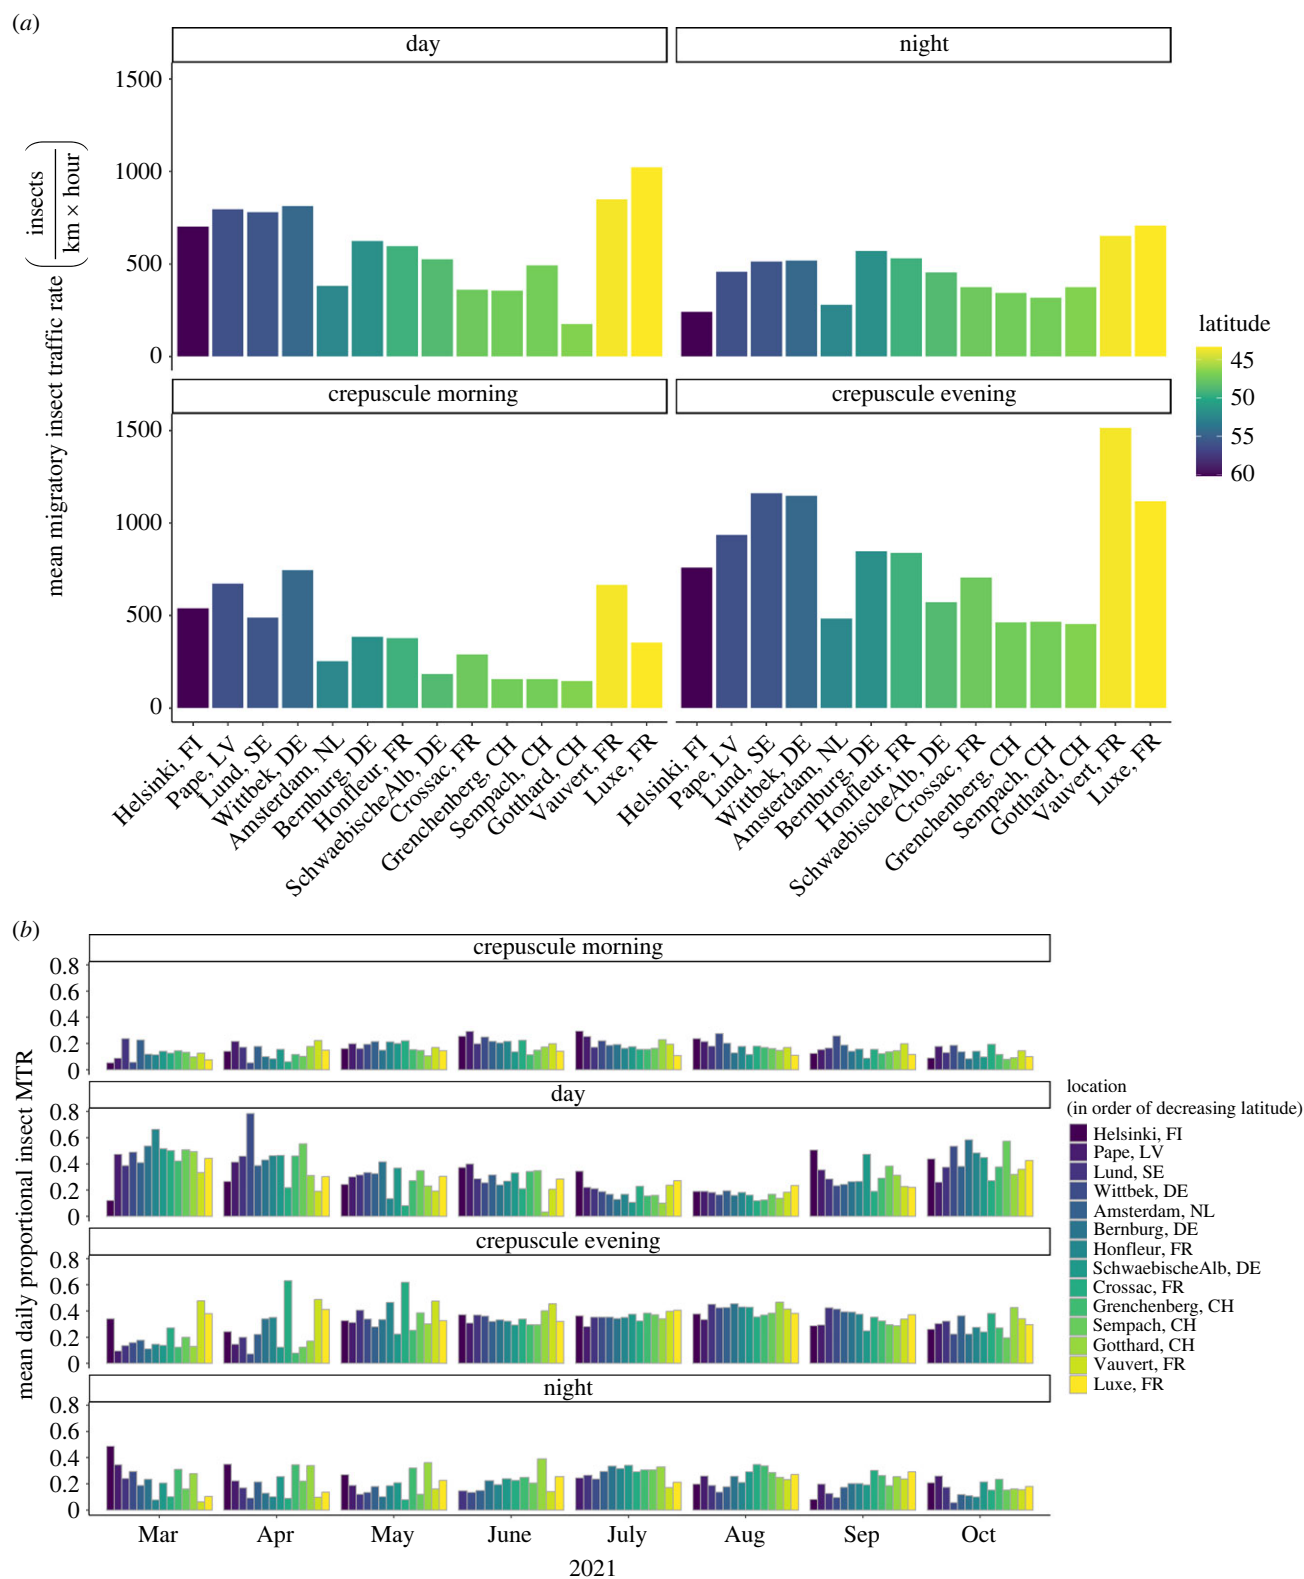 (a)
day
night
1500
1000
500
0
mean migratory insect traffic rate (insects / km × hour)
crepuscule morning
crepuscule evening
1500
1000
500
0
Helsinki, FI
Pape, LV
Lund, SE
Wittbek, DE
Amsterdam, NL
Bernburg, DE
Honfleur, FR
SchwaebischeAlb, DE
Crossac, FR
Grenchenberg, CH
Sempach, CH
Gotthard, CH
Vauvert, FR
Luxe, FR
Helsinki, FI
Pape, LV
Lund, SE
Wittbek, DE
Amsterdam, NL
Bernburg, DE
Honfleur, FR
SchwaebischeAlb, DE
Crossac, FR
Grenchenberg, CH
Sempach, CH
Gotthard, CH
Vauvert, FR
Luxe, FR
latitude
45
50
55
60
(b)
mean daily proportional insect MTR
crepuscule morning
0.8
0.6
0.4
0.2
0
day
0.8
0.6
0.4
0.2
0
crepuscule evening
0.8
0.6
0.4
0.2
0
night
0.8
0.6
0.4
0.2
0
Mar
Apr
May
June
July
Aug
Sep
Oct
2021
location
(in order of decreasing latitude)
Helsinki, FI
Pape, LV
Lund, SE
Wittbek, DE
Amsterdam, NL
Bernburg, DE
Honfleur, FR
SchwaebischeAlb, DE
Crossac, FR
Grenchenberg, CH
Sempach, CH
Gotthard, CH
Vauvert, FR
Luxe, FR